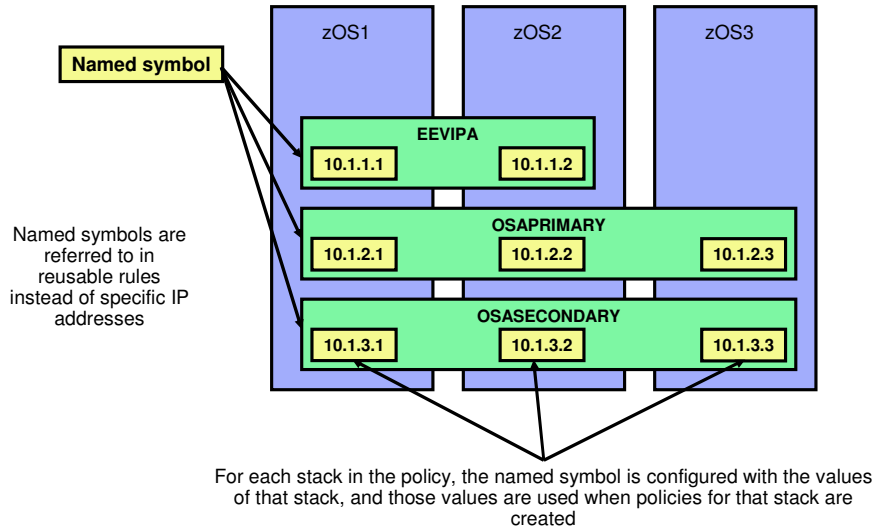 zOS1
zOS2
zOS3
Named symbol
EEVIPA
10.1.1.1
10.1.1.2
OSAPRIMARY
10.1.2.1
10.1.2.2
10.1.2.3
Named symbols are
referred to in
reusable rules
instead of specific IP
addresses
OSASECONDARY
10.1.3.1
10.1.3.2
10.1.3.3
For each stack in the policy, the named symbol is configured with the values
of that stack, and those values are used when policies for that stack are
created